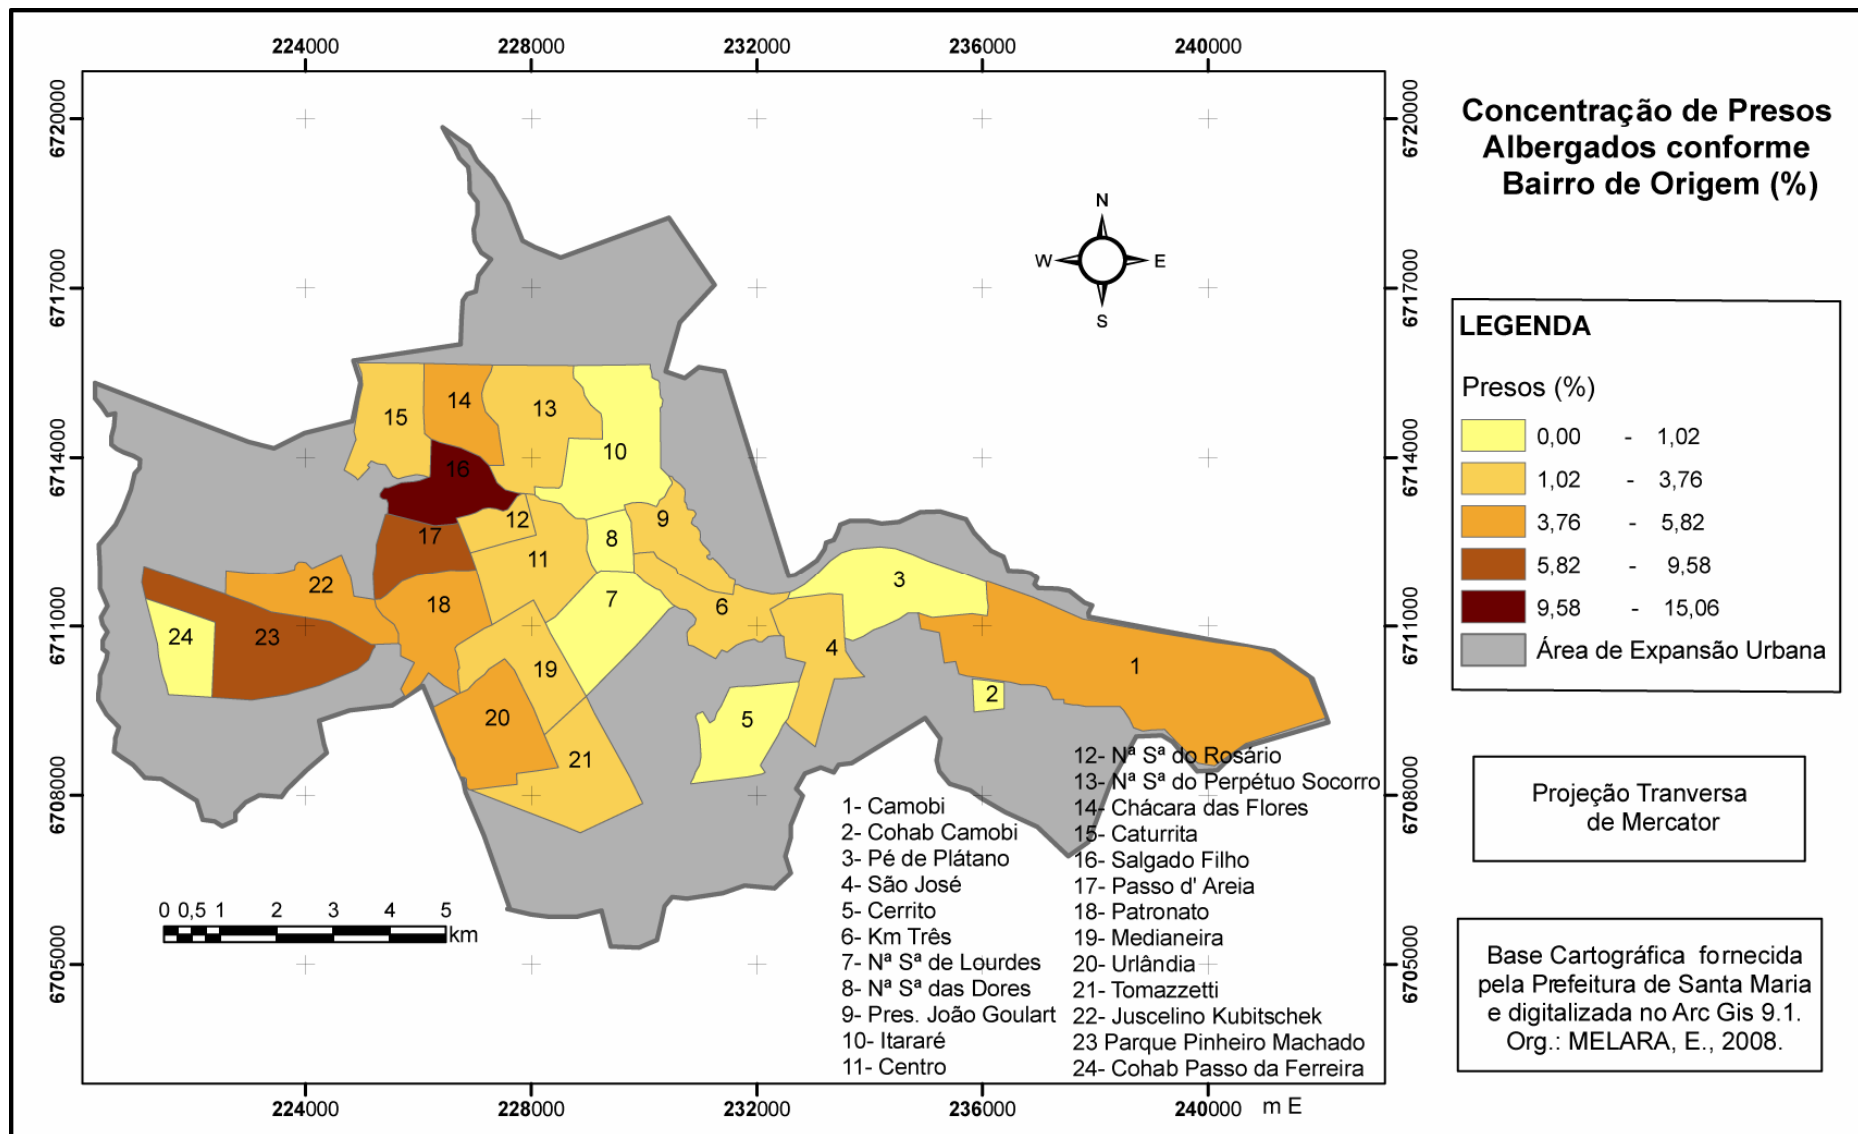 224000 228000 232000 236000 240000
6720000 6720000
6717000 6717000
6714000 6714000
6711000 6711000
6708000 6708000
6705000 6705000
N
W E
S
15
14
13
10
16
12
9
17
11
8
3
22
18
7
6
24
23
4
1
19
2
20
5
21
0 0,5 1 2 3 4 5
km
1- Camobi
2- Cohab Camobi
3- Pé de Plátano
4- São José
5- Cerrito
6- Km Três
7- Nª Sª de Lourdes
8- Nª Sª das Dores
9- Pres. João Goulart
10- Itararé
11- Centro
12- Nª Sª do Rosário
13- Nª Sª do Perpétuo Socorro
14- Chácara das Flores
15- Caturrita
16- Salgado Filho
17- Passo d' Areia
18- Patronato
19- Medianeira
20- Urlândia
21- Tomazzetti
22- Juscelino Kubitschek
23 Parque Pinheiro Machado
24- Cohab Passo da Ferreira
224000 228000 232000 236000 240000 m E
Concentração de Presos
Albergados conforme
Bairro de Origem (%)
LEGENDA
Presos (%)
0,00 - 1,02
1,02 - 3,76
3,76 - 5,82
5,82 - 9,58
9,58 - 15,06
Área de Expansão Urbana
Projeção Tranversa
de Mercator
Base Cartográfica fornecida
pela Prefeitura de Santa Maria
e digitalizada no Arc Gis 9.1.
Org.: MELARA, E., 2008.